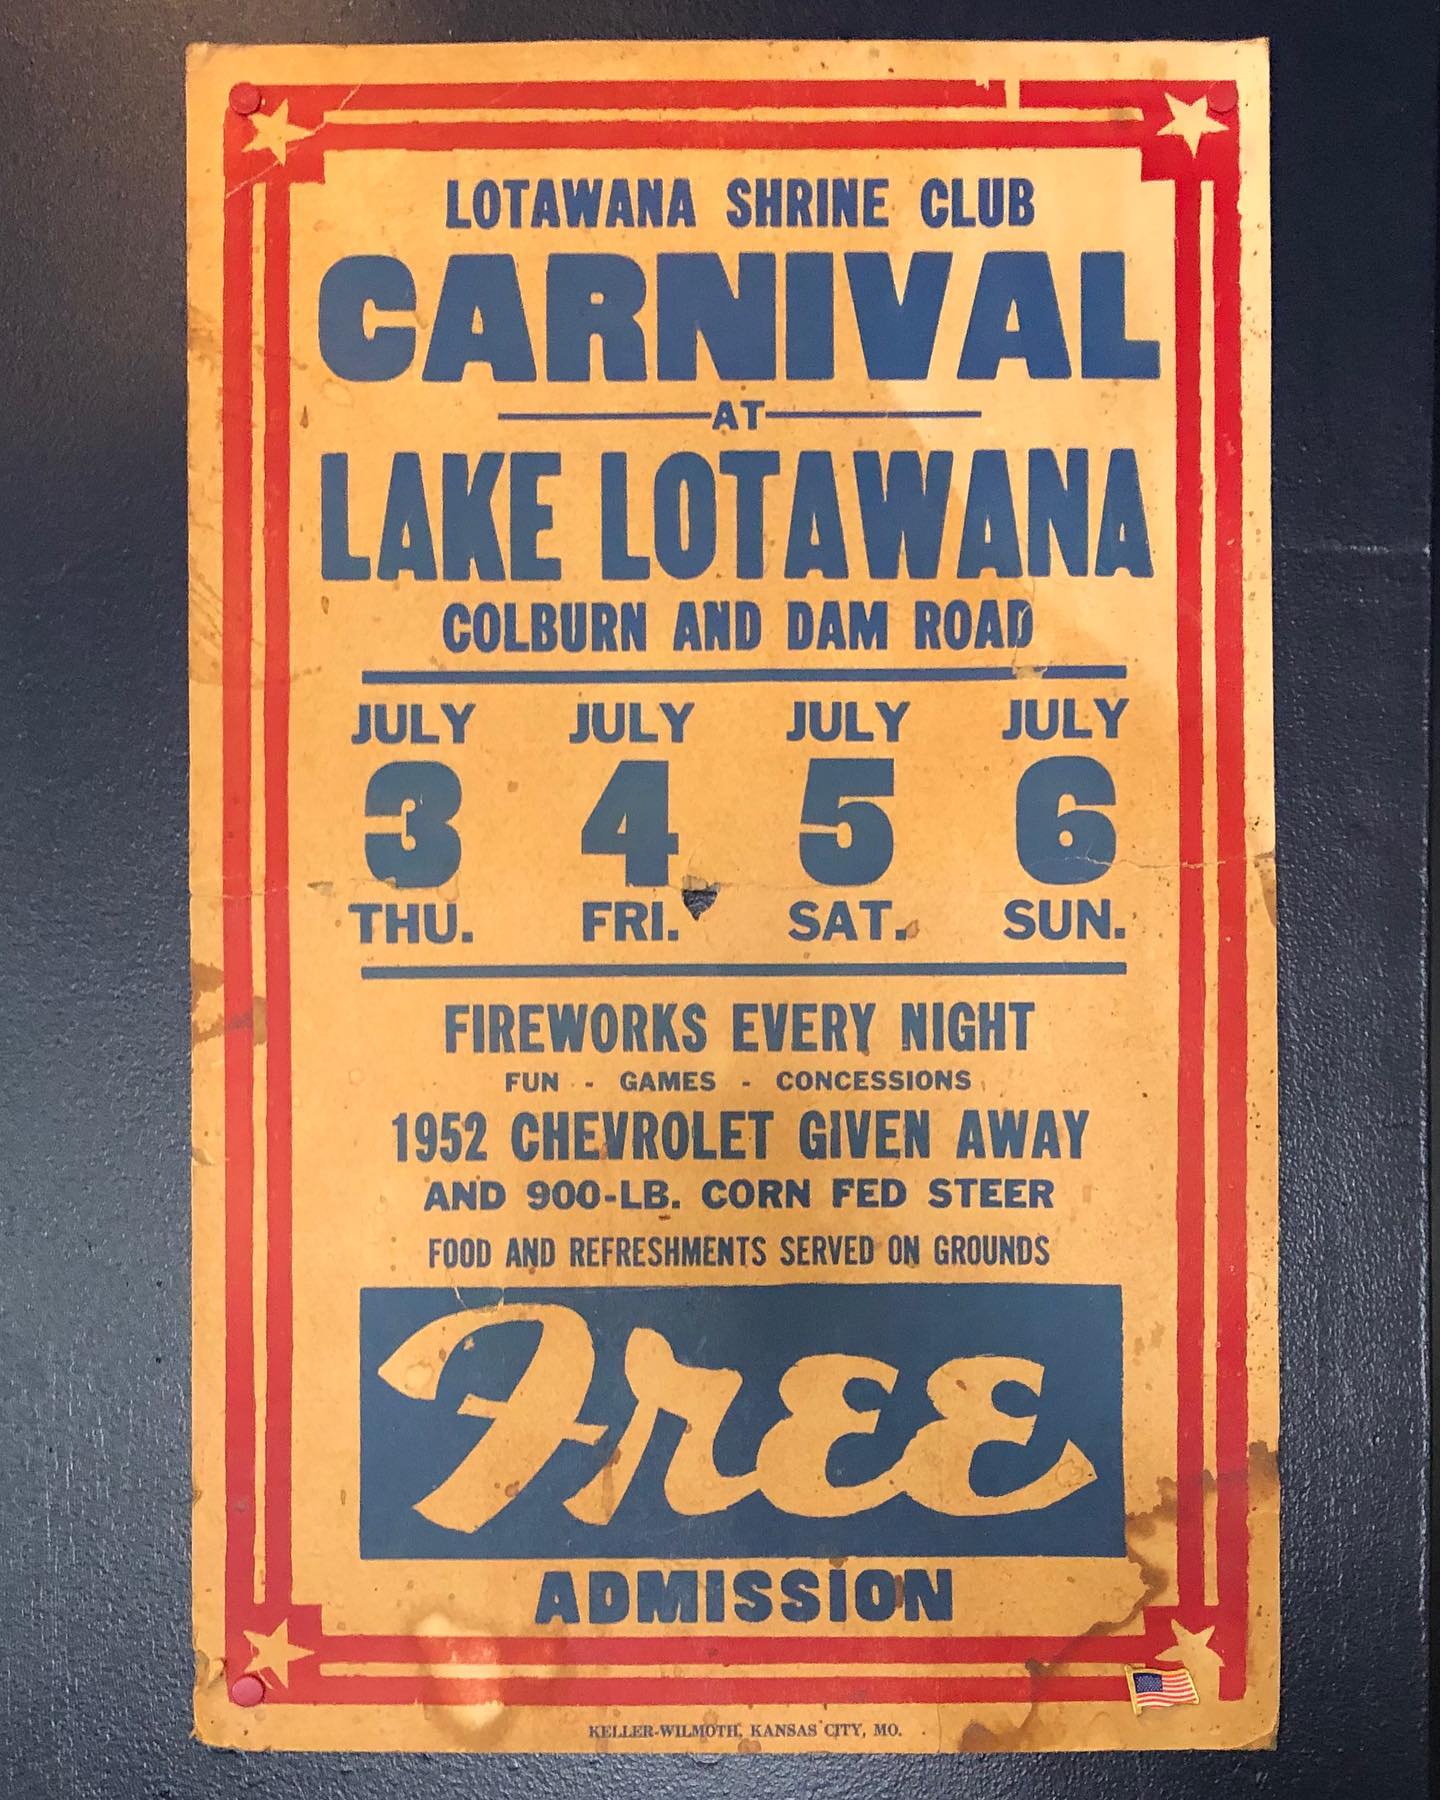 LOTAWANA SHRINE CLUB
CARNIVAL
AT
LAKE LOTAWANA
COLBURN AND DAM ROAD
JULY JULY JULY JULY
3 4 5 6
THU. FRI. SAT. SUN.
FIREWORKS EVERY NIGHT
FUN - GAMES - CONCESSIONS
1952 CHEVROLET GIVEN AWAY
AND 900-LB. CORN FED STEER
FOOD AND REFRESHMENTS SERVED ON GROUNDS
Free
ADMISSION
KELLER-WILMOTH, KANSAS CITY, MO.